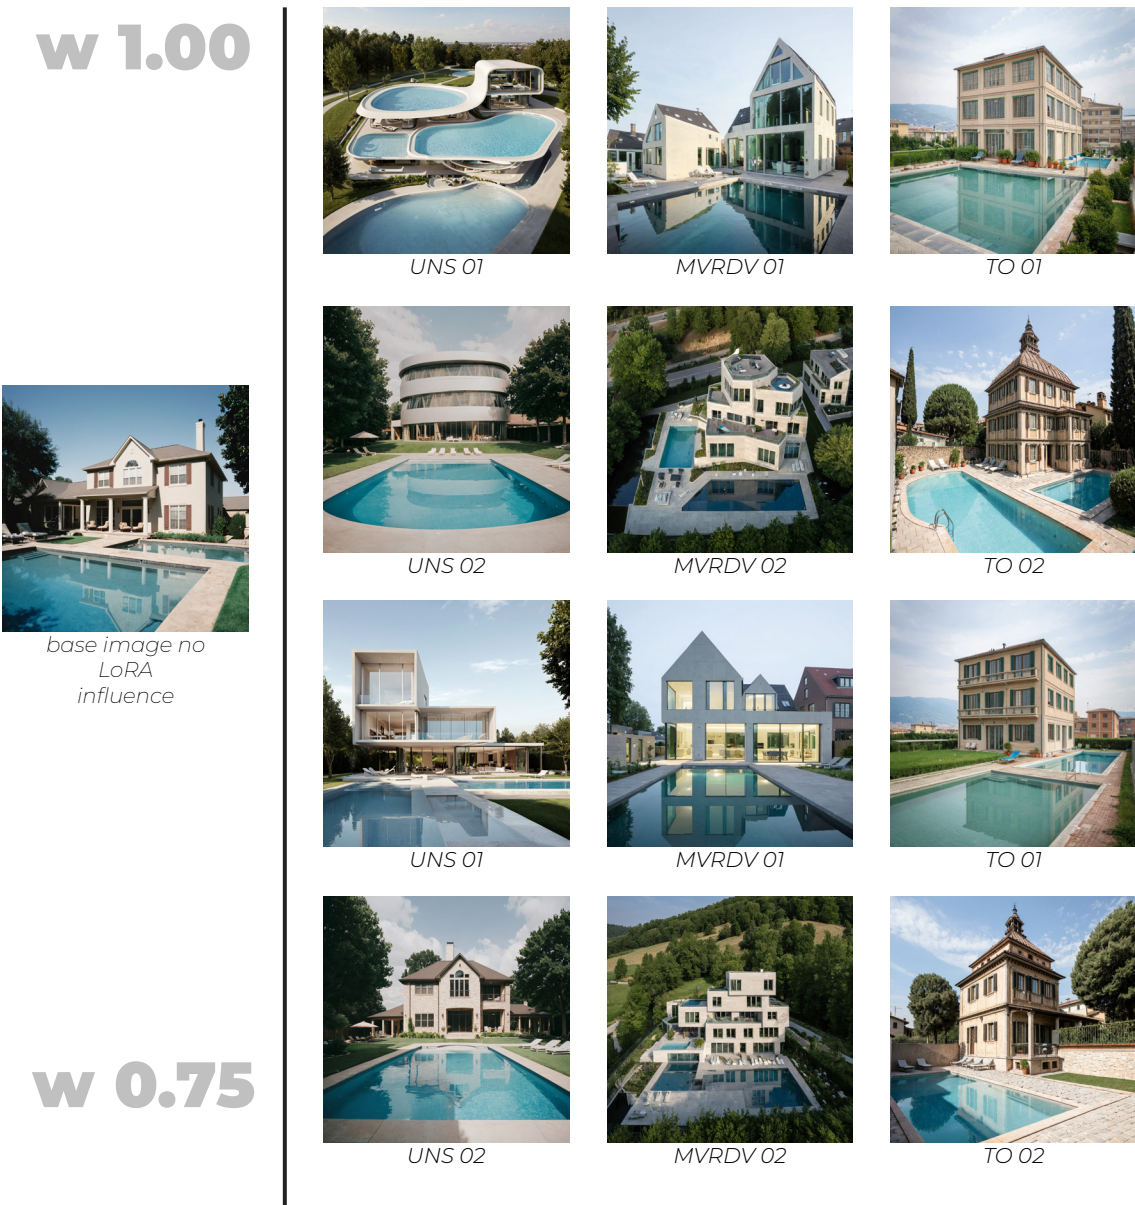 w 1.00
UNS 01
MVRDV 01
TO 01
UNS 02
MVRDV 02
TO 02
base image no
LoRA
influence
UNS 01
MVRDV 01
TO 01
w 0.75
UNS 02
MVRDV 02
TO 02